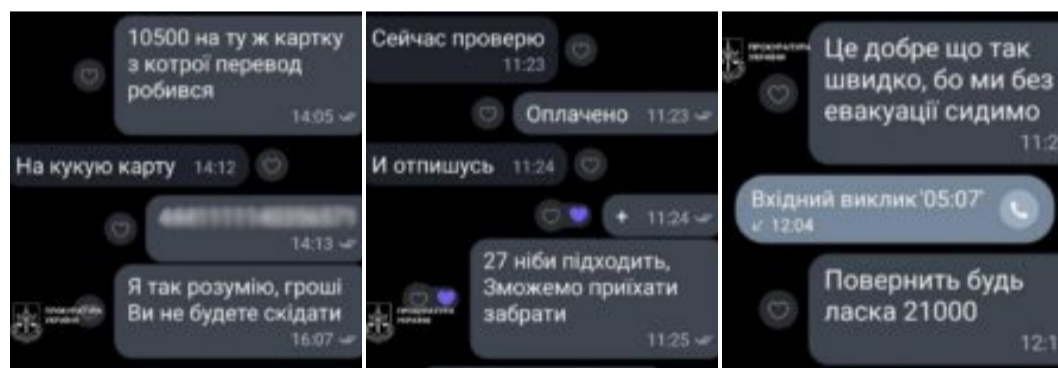 10500 на ту ж картку
з котрої перевод
робився
14:05
На кукую карту 14:12
14:13
Я так розумію, гроші
Ви не будете скідати
16:07
Сейчас проверю
11:23
Оплачено 11:23
И отпишусь 11:24
+ 11:24
27 ніби підходить,
Зможемо приїхати
забрати
11:25
ПРОКУРАТУРА
УКРАЇНИ
Це добре що так
швидко, бо ми без
евакуації сидимо
Вхідний виклик'05:07'
12:04
Повернить будь
ласка 21000